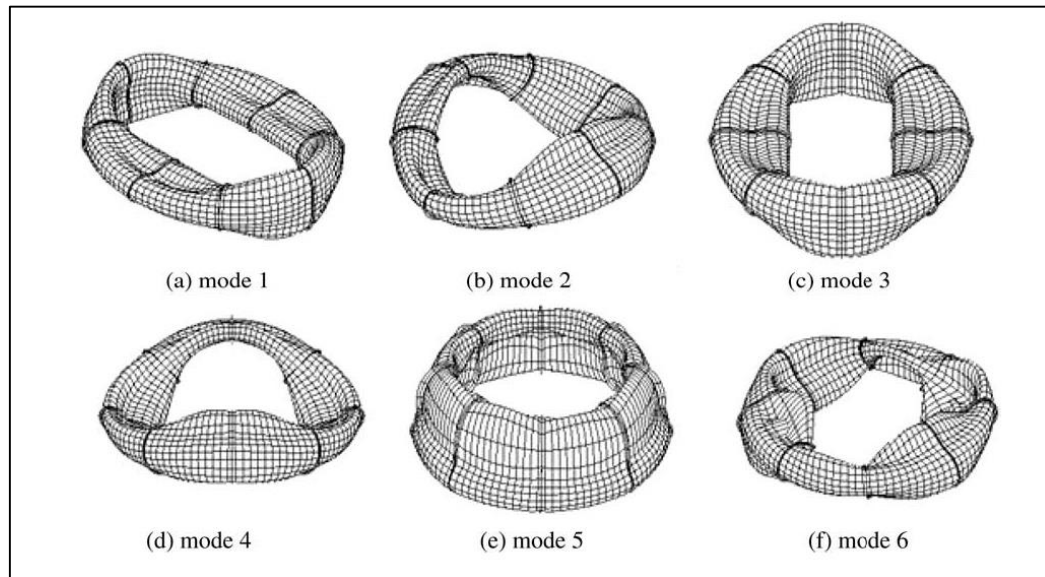 (a) mode 1
(b) mode 2
(c) mode 3
(d) mode 4
(e) mode 5
(f) mode 6